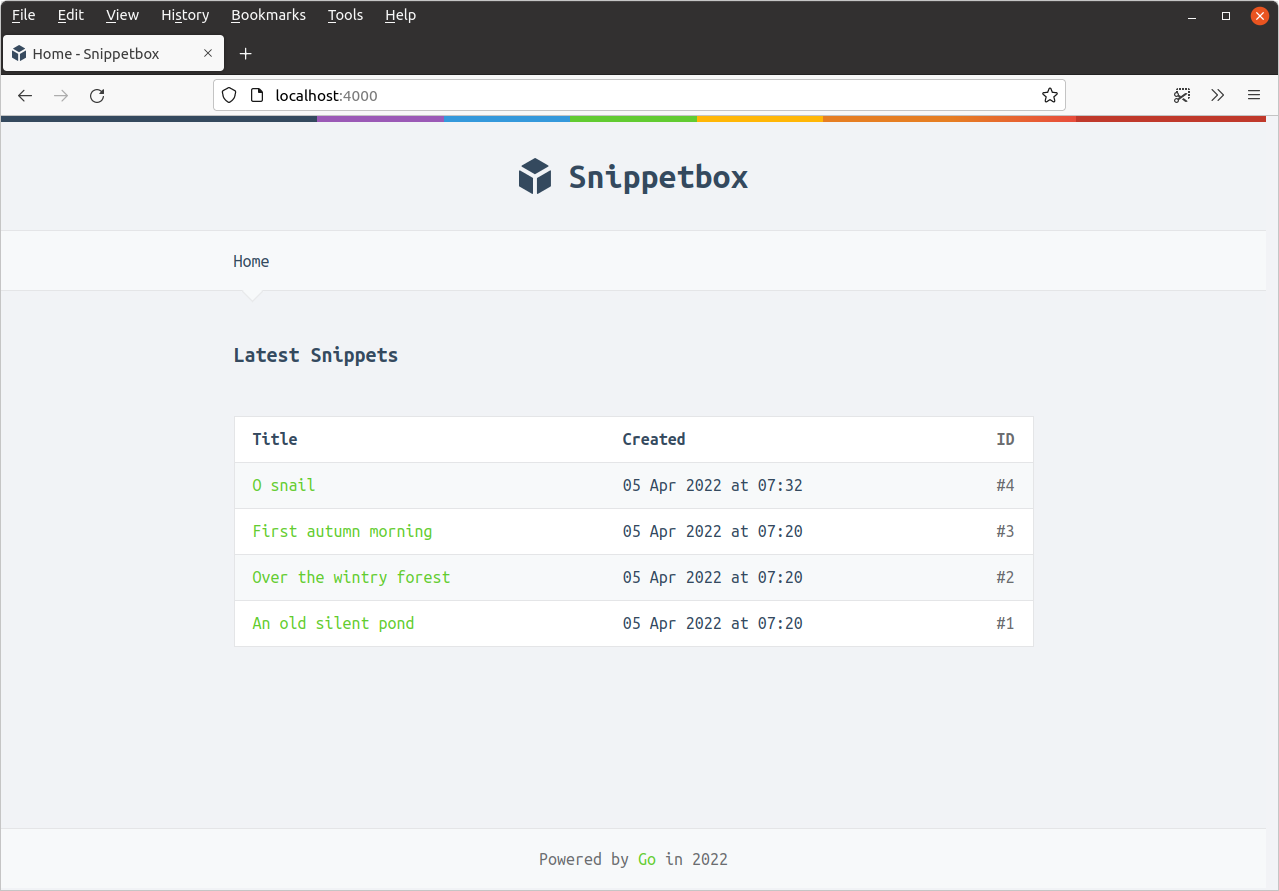 File Edit View History Bookmarks Tools Help
Home - Snippetbox
localhost:4000
Snippetbox
Home
Latest Snippets
Title Created ID
O snail 05 Apr 2022 at 07:32 #4
First autumn morning 05 Apr 2022 at 07:20 #3
Over the wintry forest 05 Apr 2022 at 07:20 #2
An old silent pond 05 Apr 2022 at 07:20 #1
Powered by Go in 2022